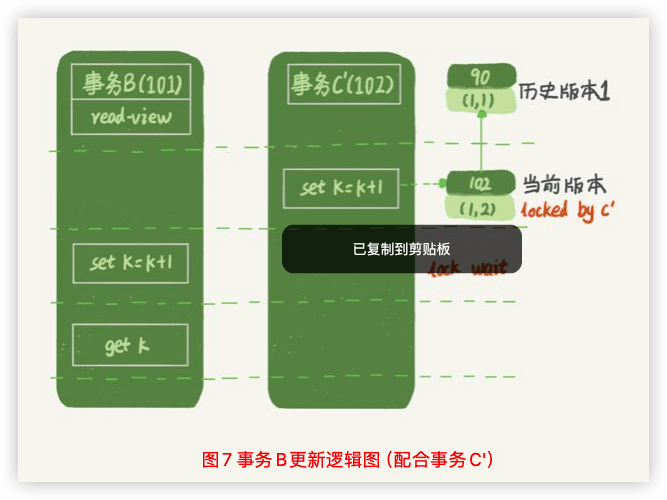 事务B(101)
read-view
事务C'(102)
90
(1,1)
历史版本1
set k=k+1
102
(1,2)
当前版本
locked by C'
已复制到剪贴板
set k=k+1
lock wait
get k
图7 事务B更新逻辑图 (配合事务C')